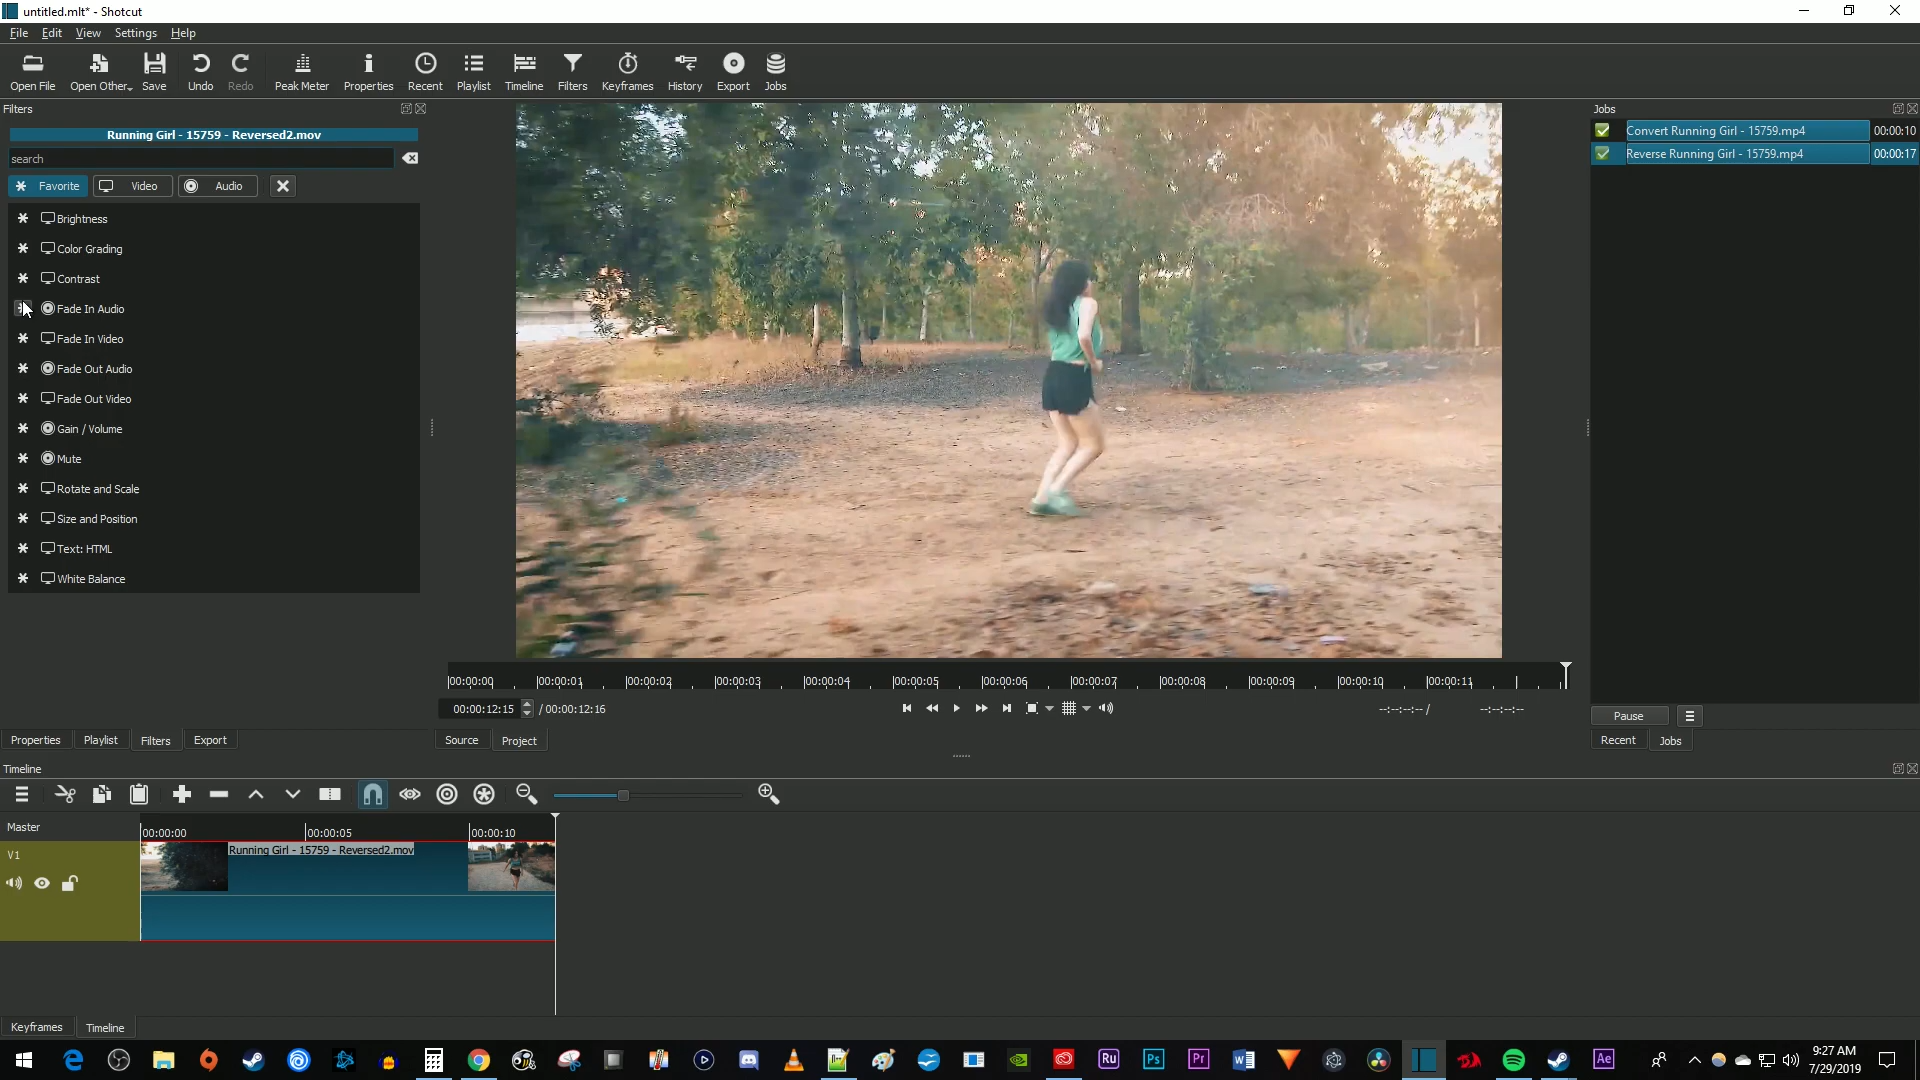 untitled.mlt* - Shotcut
File Edit View Settings Help
Open File Open Other.. Save Undo Redo Peak Meter Properties Recent Playlist Timeline Filters Keyframes History Export Jobs
Filters
Running Girl - 15759 - Reversed2.mov
search
Favorite Video Audio
Brightness
Color Grading
Contrast
Fade In Audio
Fade In Video
Fade Out Audio
Fade Out Video
Gain / Volume
Mute
Rotate and Scale
Size and Position
Text: HTML
White Balance
Jobs
Convert Running Girl - 15759.mp4 00:00:10
Reverse Running Girl - 15759.mp4 00:00:17
00:00:00 00:00:01 00:00:02 00:00:03 00:00:04 00:00:05 00:00:06 00:00:07 00:00:08 00:00:09 00:00:10 00:00:11
00:00:12:15 / 00:00:12:16 --:--:--:-- / --:--:--:--
Pause
Properties Playlist Filters Export Source Project Recent Jobs
Timeline
Master 00:00:00 00:00:05 00:00:10
V1 Running Girl - 15759 - Reversed2.mov
Keyframes Timeline
Ru Ps Pr W Ae
9:27 AM
7/29/2019